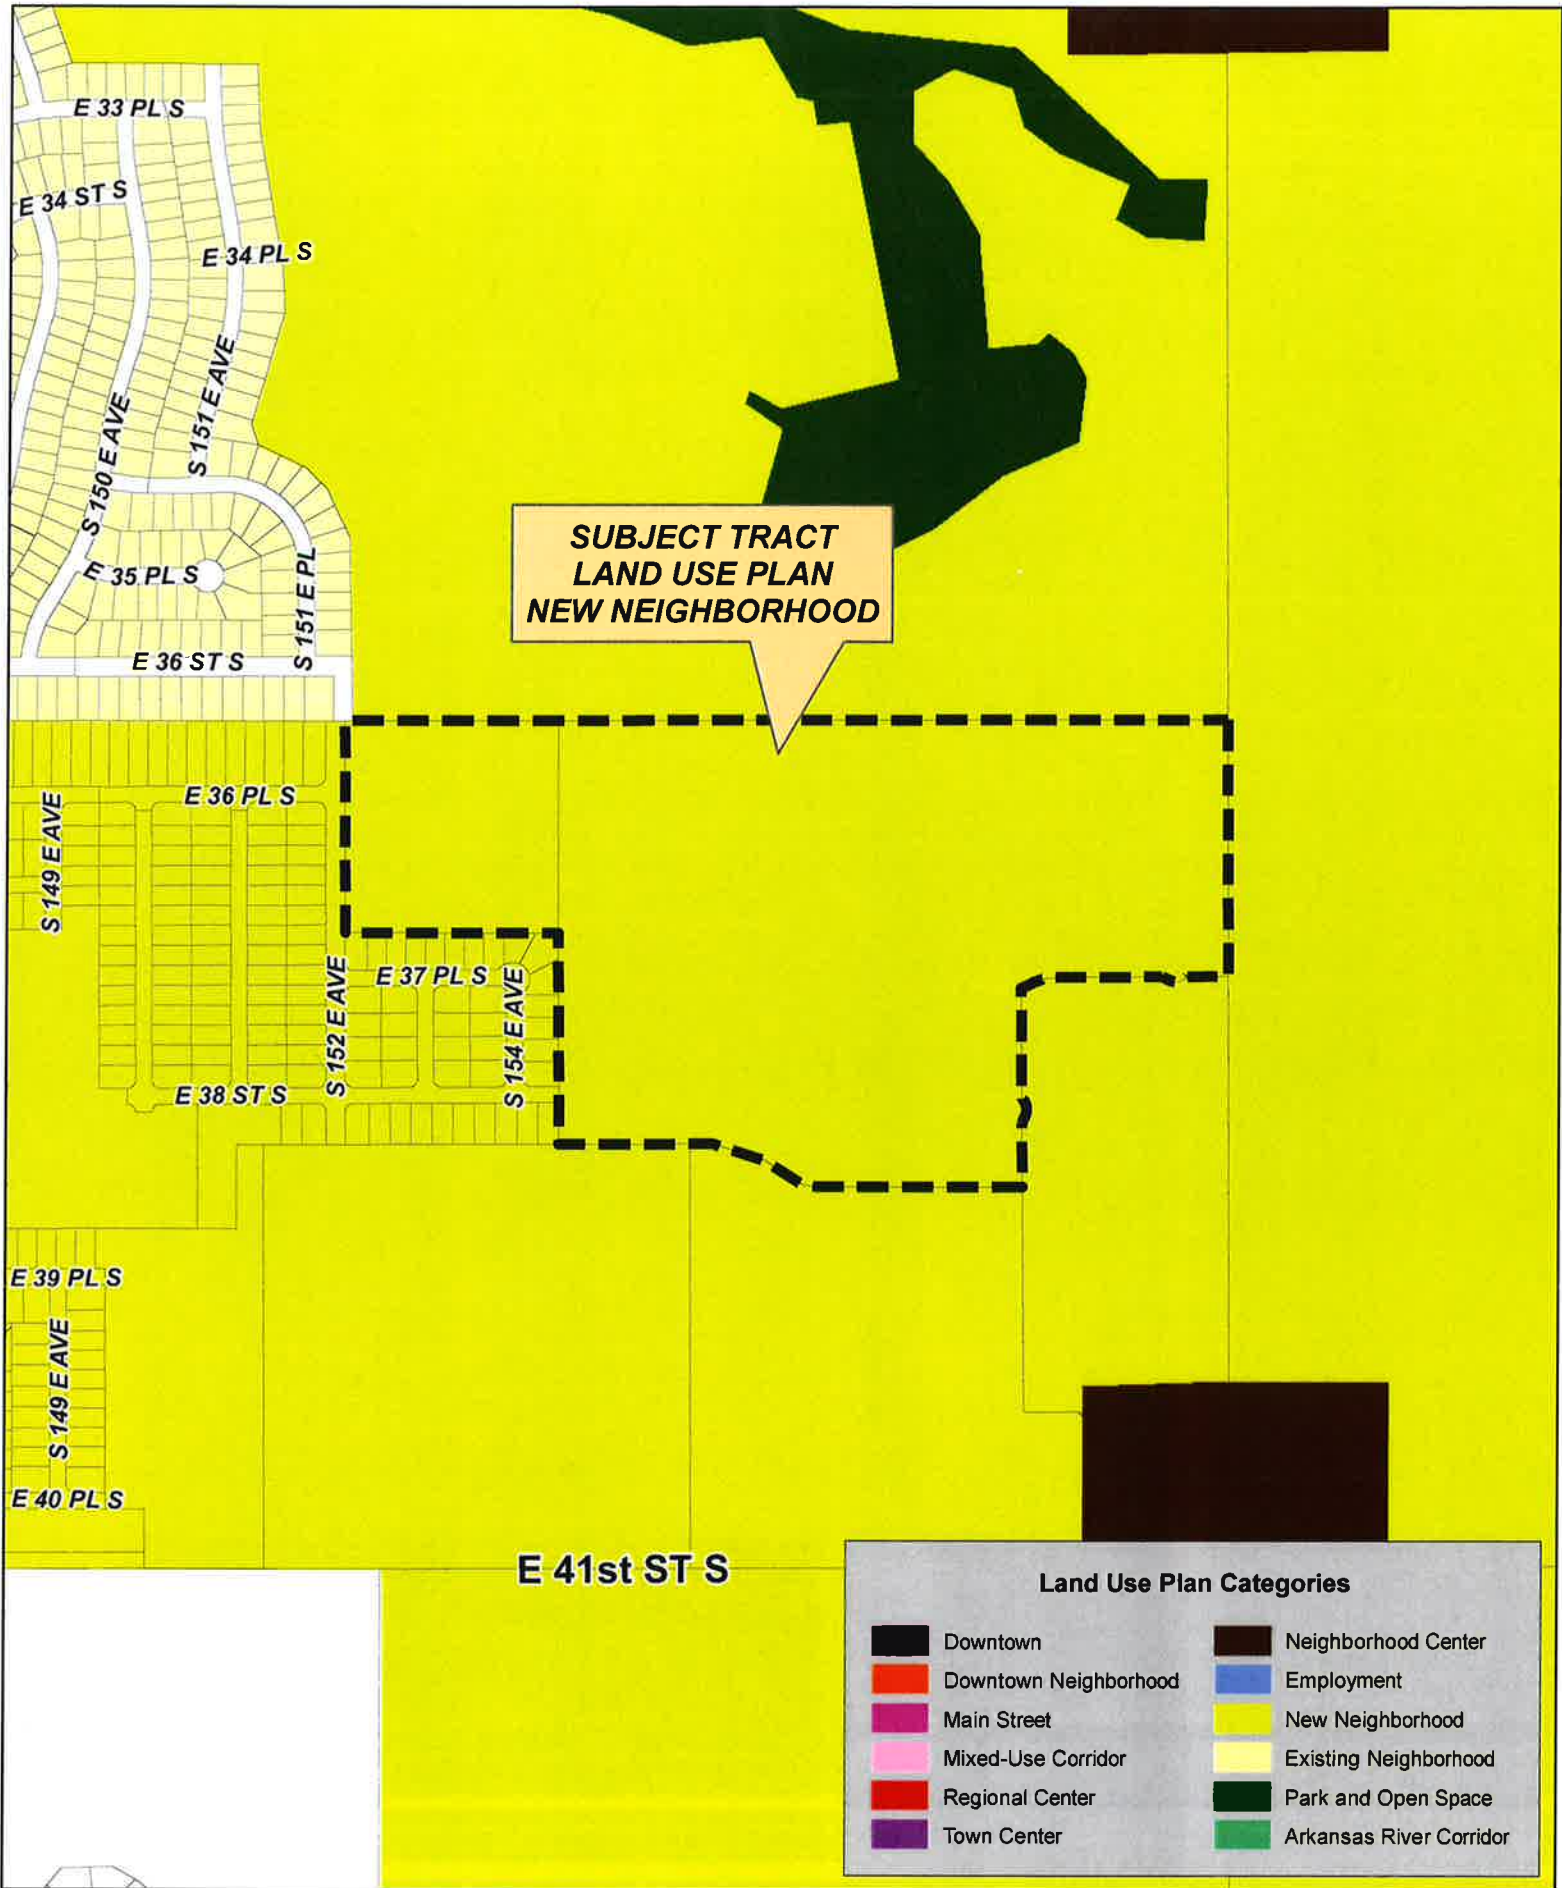 E 33 PL S
E 34 ST S
E 34 PL S
S 151 E AVE
S 150 E AVE
E 35 PL S
S 151 E PL
E 36 ST S
SUBJECT TRACT
LAND USE PLAN
NEW NEIGHBORHOOD
E 36 PL S
S 149 E AVE
E 37 PL S
S 152 E AVE
S 154 E AVE
E 38 ST S
E 39 PL S
S 149 E AVE
E 40 PL S
E 41st ST S
Land Use Plan Categories
Downtown
Downtown Neighborhood
Main Street
Mixed-Use Corridor
Regional Center
Town Center
Neighborhood Center
Employment
New Neighborhood
Existing Neighborhood
Park and Open Space
Arkansas River Corridor